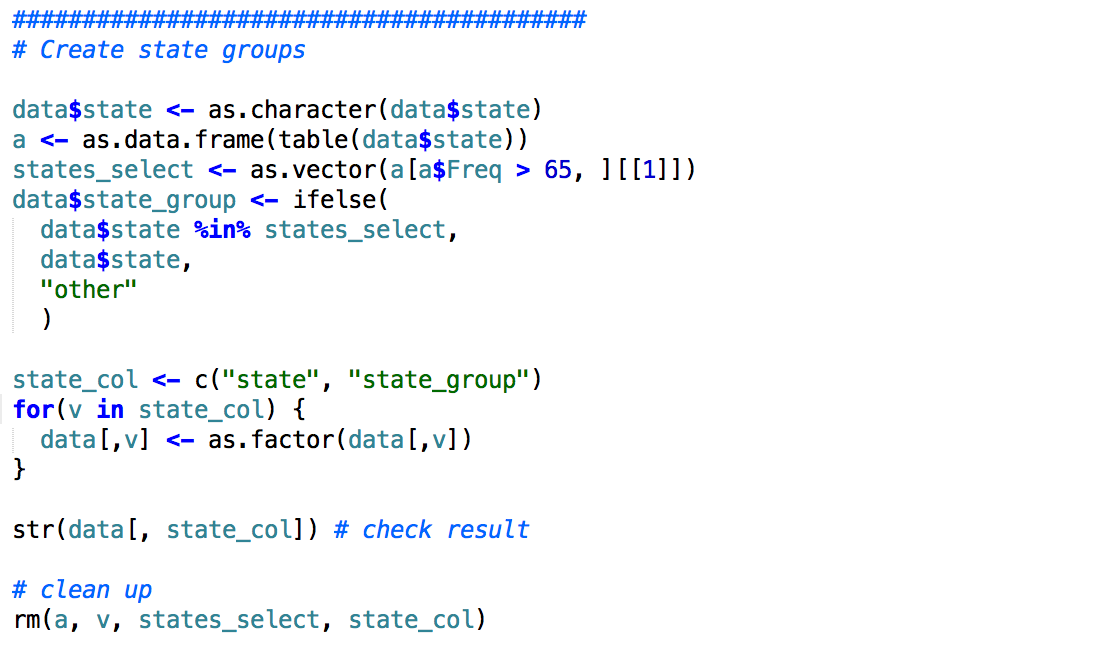 #########################################
# Create state groups
data$state <- as.character(data$state)
a <- as.data.frame(table(data$state))
states_select <- as.vector(a[a$Freq > 65, ][[1]])
data$state_group <- ifelse(
  data$state %in% states_select,
  data$state,
  "other"
  )
state_col <- c("state", "state_group")
for(v in state_col) {
  data[,v] <- as.factor(data[,v])
}
str(data[, state_col]) # check result
# clean up
rm(a, v, states_select, state_col)